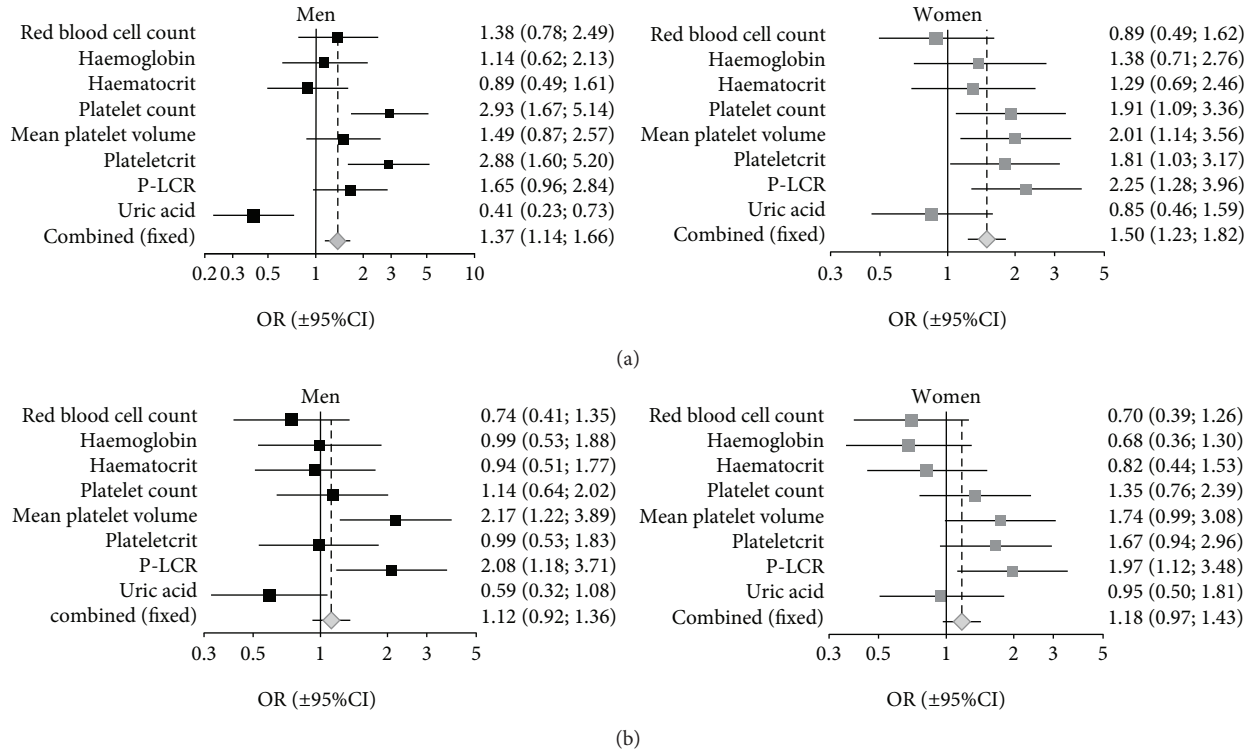 Men
Red blood cell count 1.38 (0.78; 2.49)
Haemoglobin 1.14 (0.62; 2.13)
Haematocrit 0.89 (0.49; 1.61)
Platelet count 2.93 (1.67; 5.14)
Mean platelet volume 1.49 (0.87; 2.57)
Plateletcrit 2.88 (1.60; 5.20)
P-LCR 1.65 (0.96; 2.84)
Uric acid 0.41 (0.23; 0.73)
Combined (fixed) 1.37 (1.14; 1.66)
0.2 0.3 0.5 1 2 3 5 10
OR (±95%CI)
Women
Red blood cell count 0.89 (0.49; 1.62)
Haemoglobin 1.38 (0.71; 2.76)
Haematocrit 1.29 (0.69; 2.46)
Platelet count 1.91 (1.09; 3.36)
Mean platelet volume 2.01 (1.14; 3.56)
Plateletcrit 1.81 (1.03; 3.17)
P-LCR 2.25 (1.28; 3.96)
Uric acid 0.85 (0.46; 1.59)
Combined (fixed) 1.50 (1.23; 1.82)
0.3 0.5 1 2 3 5
OR (±95%CI)
(a)
Men
Red blood cell count 0.74 (0.41; 1.35)
Haemoglobin 0.99 (0.53; 1.88)
Haematocrit 0.94 (0.51; 1.77)
Platelet count 1.14 (0.64; 2.02)
Mean platelet volume 2.17 (1.22; 3.89)
Plateletcrit 0.99 (0.53; 1.83)
P-LCR 2.08 (1.18; 3.71)
Uric acid 0.59 (0.32; 1.08)
combined (fixed) 1.12 (0.92; 1.36)
0.3 0.5 1 2 3 5
OR (±95%CI)
Women
Red blood cell count 0.70 (0.39; 1.26)
Haemoglobin 0.68 (0.36; 1.30)
Haematocrit 0.82 (0.44; 1.53)
Platelet count 1.35 (0.76; 2.39)
Mean platelet volume 1.74 (0.99; 3.08)
Plateletcrit 1.67 (0.94; 2.96)
P-LCR 1.97 (1.12; 3.48)
Uric acid 0.95 (0.50; 1.81)
Combined (fixed) 1.18 (0.97; 1.43)
0.3 0.5 1 2 3 5
OR (±95%CI)
(b)